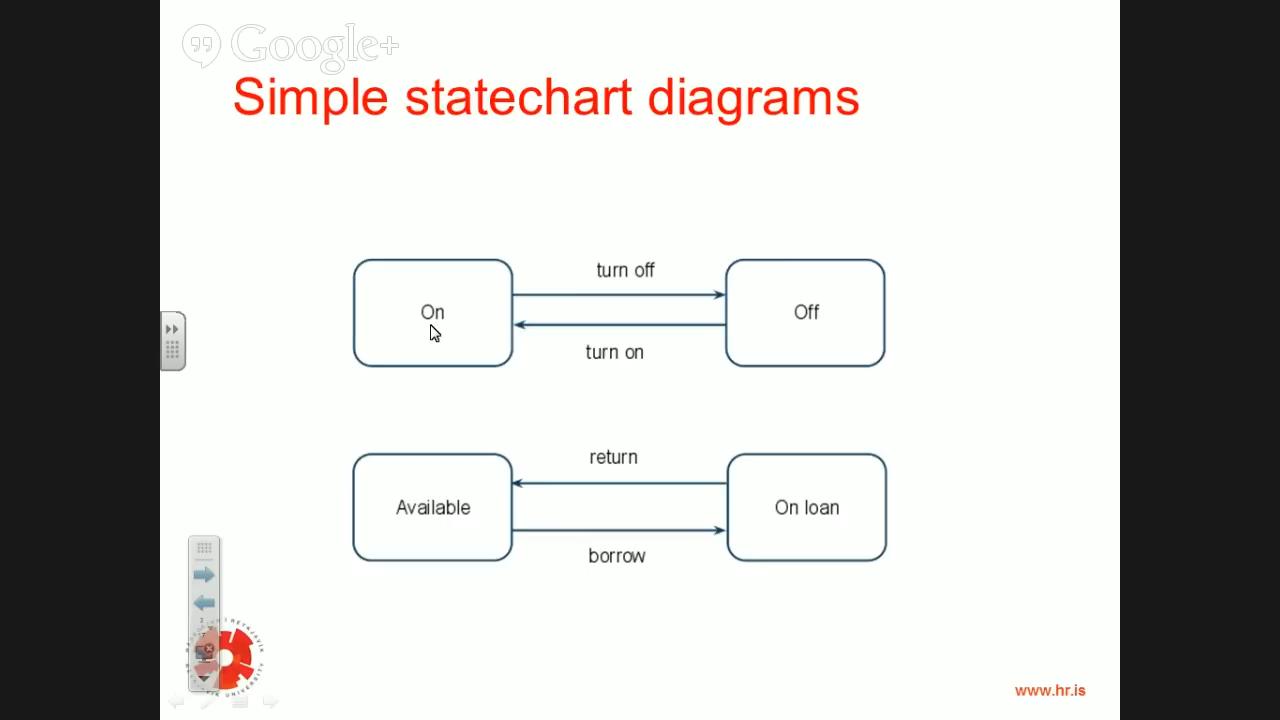 Google+
Simple statechart diagrams
turn off
On
Off
turn on
return
Available
On loan
borrow
www.hr.is